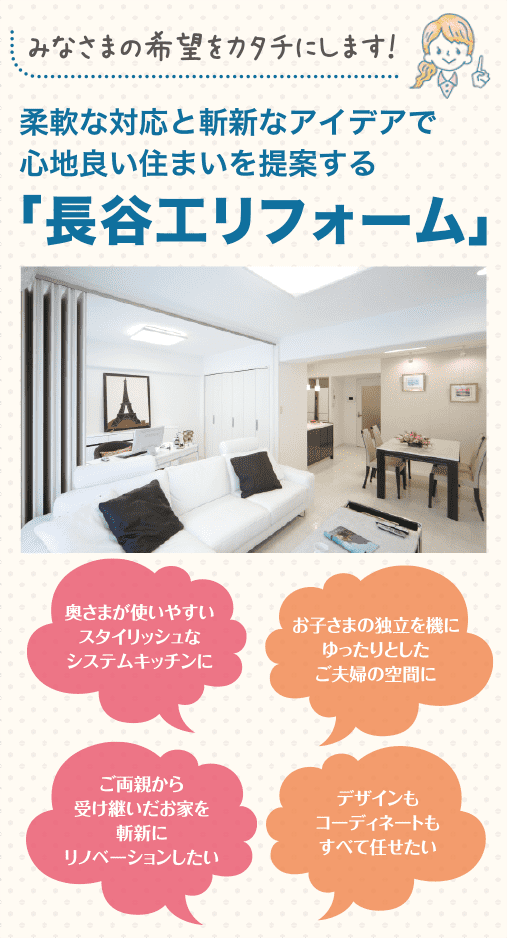 みなさまの希望をカタチにします!
柔軟な対応と斬新なアイデアで
心地良い住まいを提案する
「長谷工リフォーム」
奥さまが使いやすい
スタイリッシュな
システムキッチンに
お子さまの独立を機に
ゆったりとした
ご夫婦の空間に
ご両親から
受け継いだお家を
斬新に
リノベーションしたい
デザインも
コーディネートも
すべて任せたい